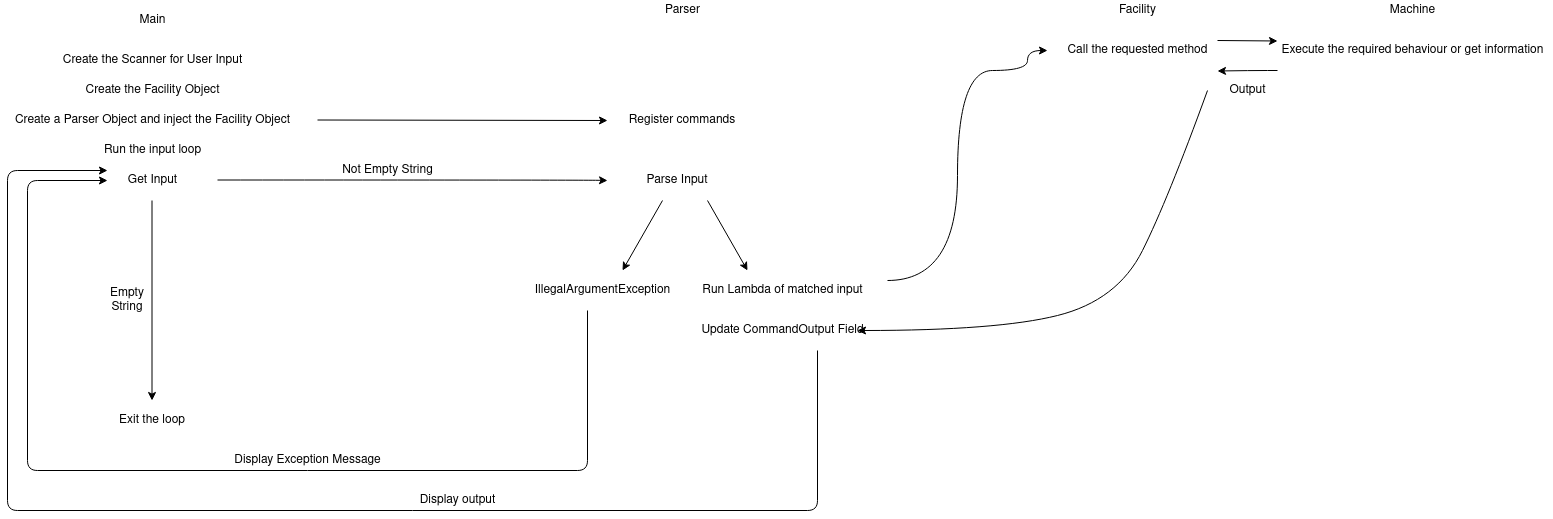 Main
Parser
Facility
Machine
Create the Scanner for User Input
Call the requested method
Execute the required behaviour or get information
Create the Facility Object
Output
Create a Parser Object and inject the Facility Object
Register commands
Run the input loop
Not Empty String
Get Input
Parse Input
Empty
String
IllegalArgumentException
Run Lambda of matched input
Update CommandOutput Field
Exit the loop
Display Exception Message
Display output